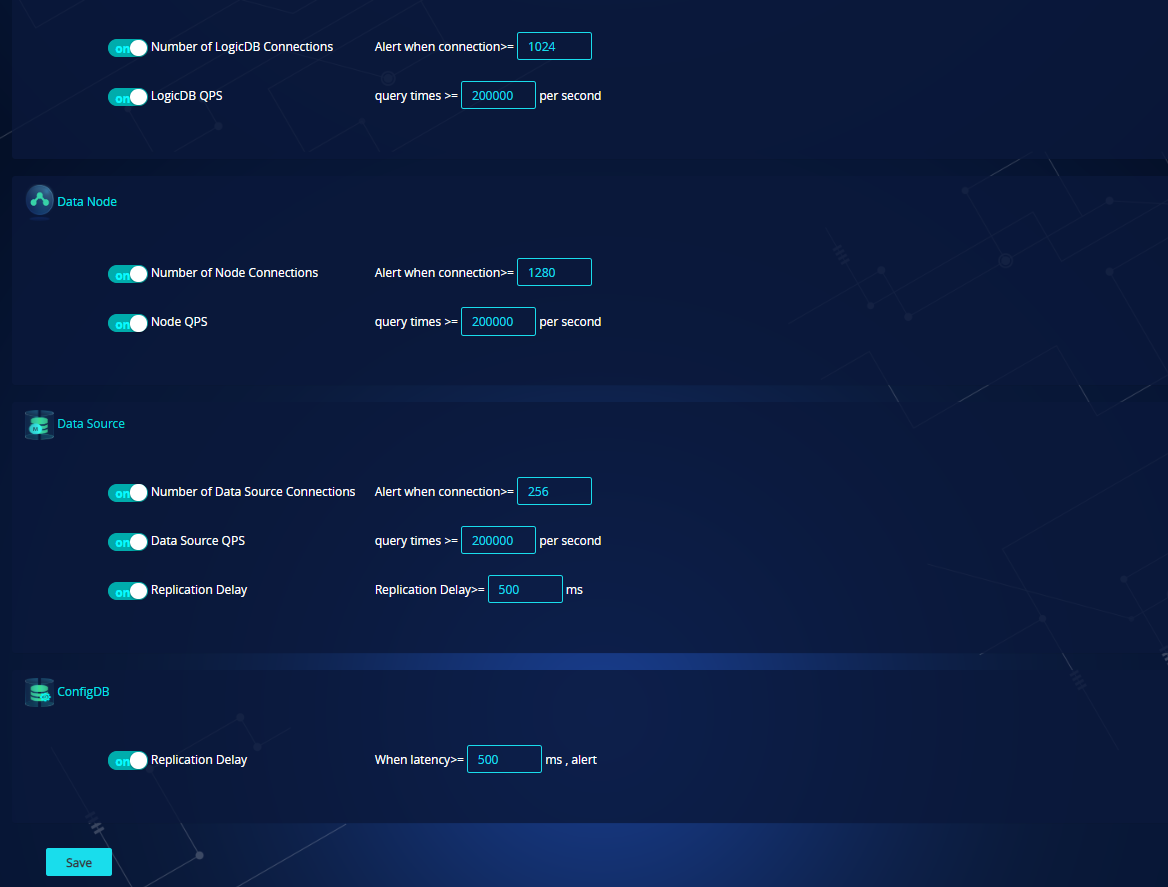 on Number of LogicDB Connections Alert when connection>= 1024
on LogicDB QPS query times >= 200000 per second
Data Node
on Number of Node Connections Alert when connection>= 1280
on Node QPS query times >= 200000 per second
Data Source
on Number of Data Source Connections Alert when connection>= 256
on Data Source QPS query times >= 200000 per second
on Replication Delay Replication Delay>= 500 ms
ConfigDB
on Replication Delay When latency>= 500 ms , alert
Save